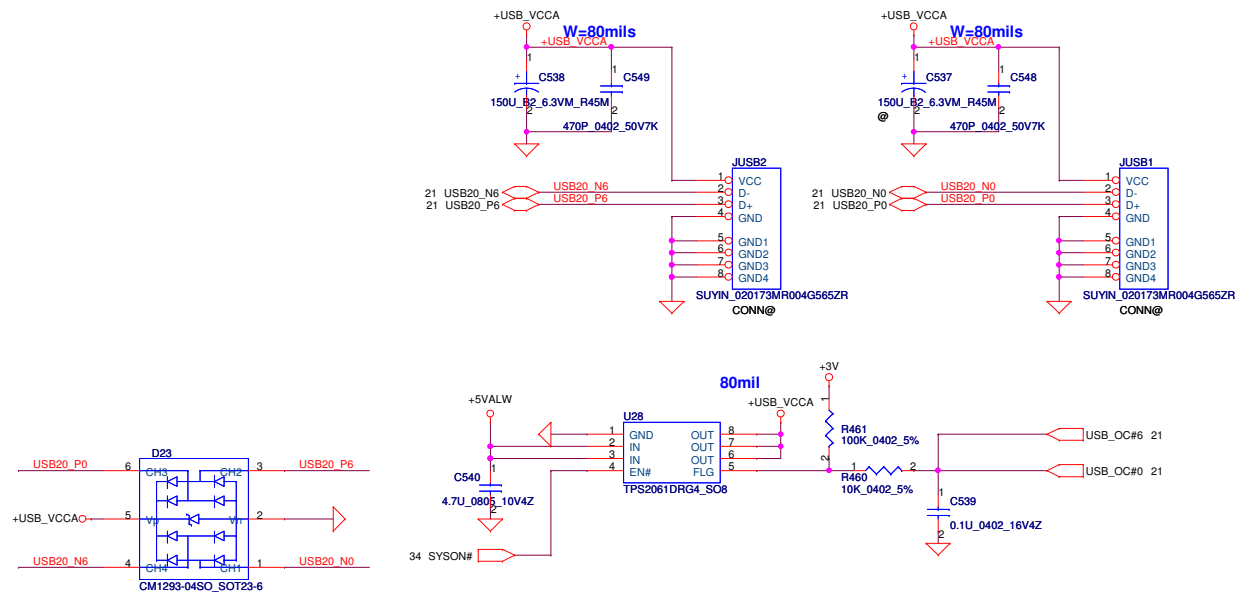 +USB_VCCA
W=80mils
+USB_VCCA
1
+
C538
150U_B2_6.3VM_R45M
2
1
C549
2
470P_0402_50V7K
JUSB2
1 VCC
2 D-
3 D+
4 GND
5 GND1
6 GND2
7 GND3
8 GND4
21 USB20_N6
USB20_N6
21 USB20_P6
USB20_P6
SUYIN_020173MR004G565ZR
CONN@
+USB_VCCA
W=80mils
+USB_VCCA
1
+
C537
150U_B2_6.3VM_R45M
@
2
1
C548
2
470P_0402_50V7K
JUSB1
1 VCC
2 D-
3 D+
4 GND
5 GND1
6 GND2
7 GND3
8 GND4
21 USB20_N0
USB20_N0
21 USB20_P0
USB20_P0
SUYIN_020173MR004G565ZR
CONN@
D23
USB20_P0 6 CH3
CH2 3 USB20_P6
+USB_VCCA 5 Vp
Vn 2
USB20_N6 4 CH4
CH1 1 USB20_N0
CM1293-04SO_SOT23-6
80mil
+5VALW
U28
+USB_VCCA
1 GND OUT 8
2 IN OUT 7
3 IN OUT 6
4 EN# FLG 5
TPS2061DRG4_SO8
1
C540
4.7U_0805_10V4Z
2
34 SYSON#
+3V
1
R461
100K_0402_5%
2
1 2
R460
10K_0402_5%
USB_OC#6 21
USB_OC#0 21
1
C539
0.1U_0402_16V4Z
2